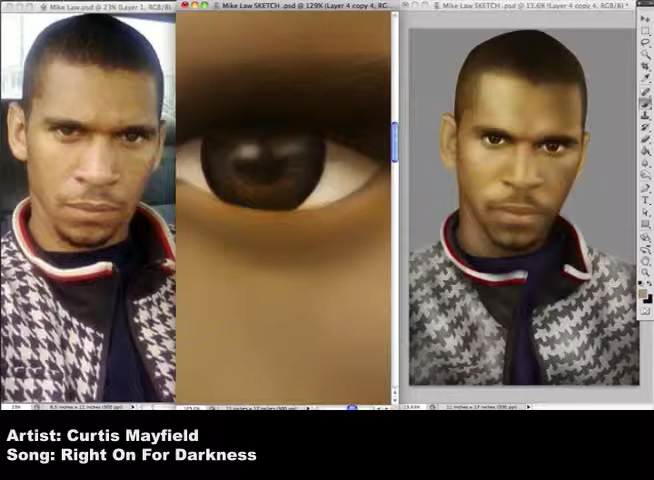 Mike Law.psd @ 23% (Layer 1, RGB/8)
Mike Law SKETCH .psd @ 129% (Layer 4 copy 4, RG
Mike Law SKETCH .psd @ 13.6% (Layer 4 copy 4, RGB/8) *
Artist: Curtis Mayfield
Song: Right On For Darkness